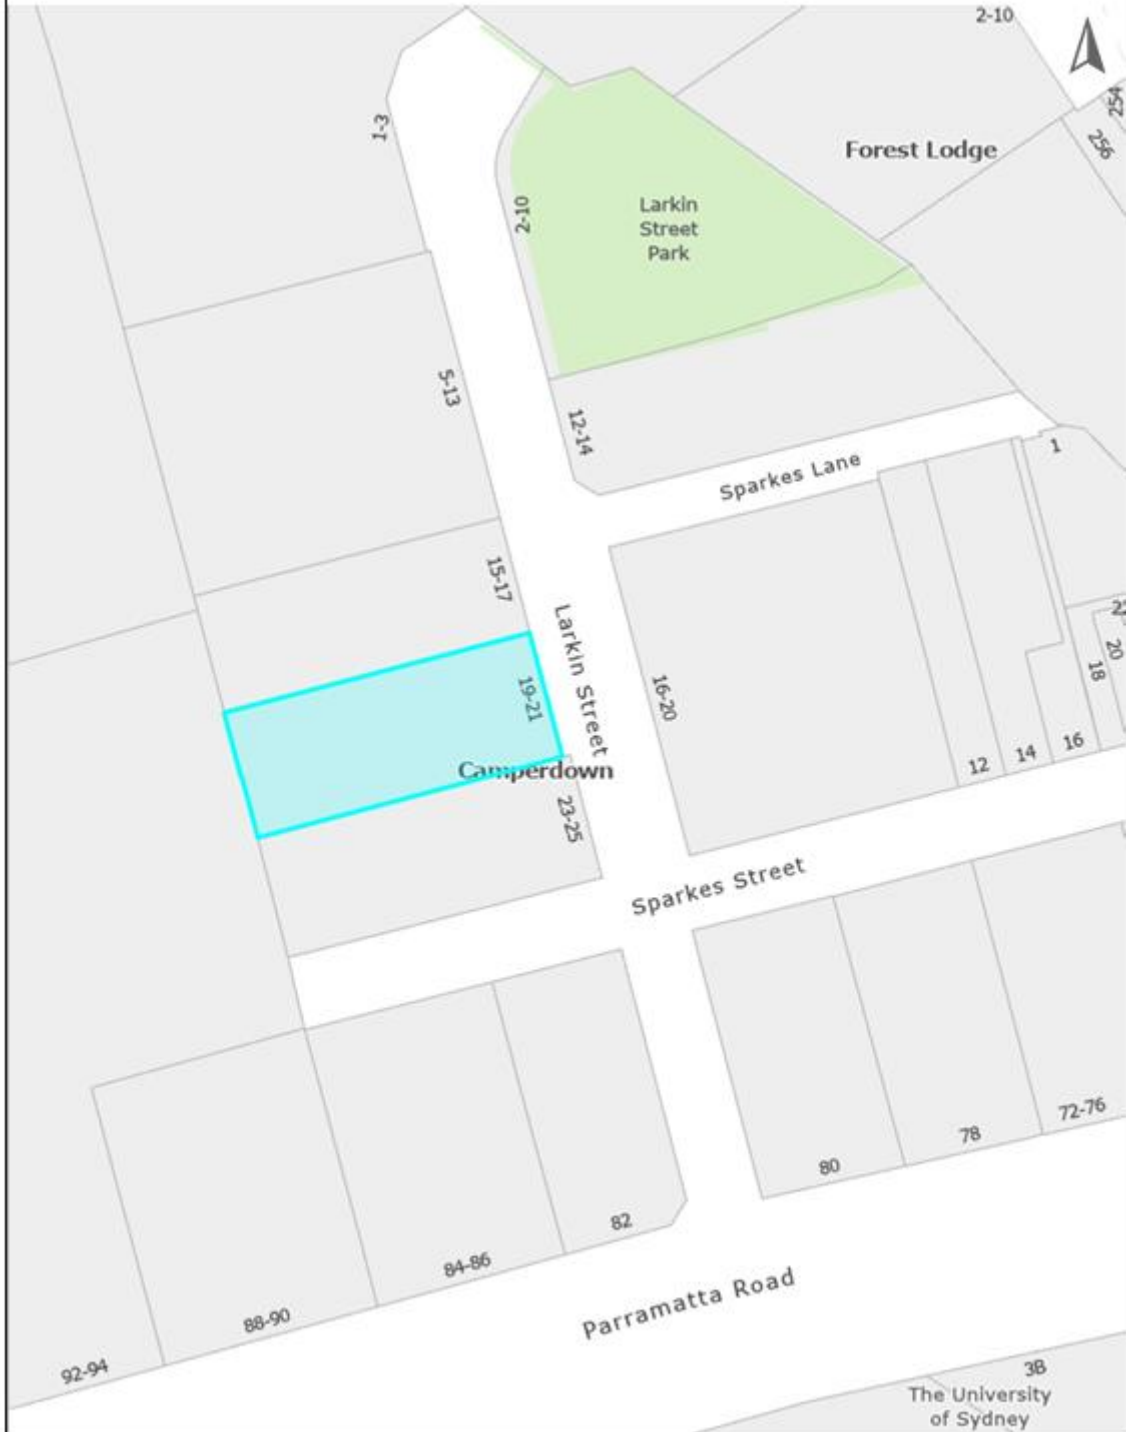 2-10
254
256
1-3
Forest Lodge
2-10
Larkin
Street
Park
5-13
12-14
Sparkes Lane
1
15-17
Larkin Street
19-21
16-20
20
18
16
14
12
Camperdown
23-25
Sparkes Street
72-76
78
80
82
84-86
88-90
92-94
Parramatta Road
3B
The University
of Sydney